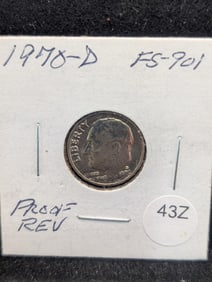 1970-D FS-901
LIBERTY
PROOF
REV
43Z